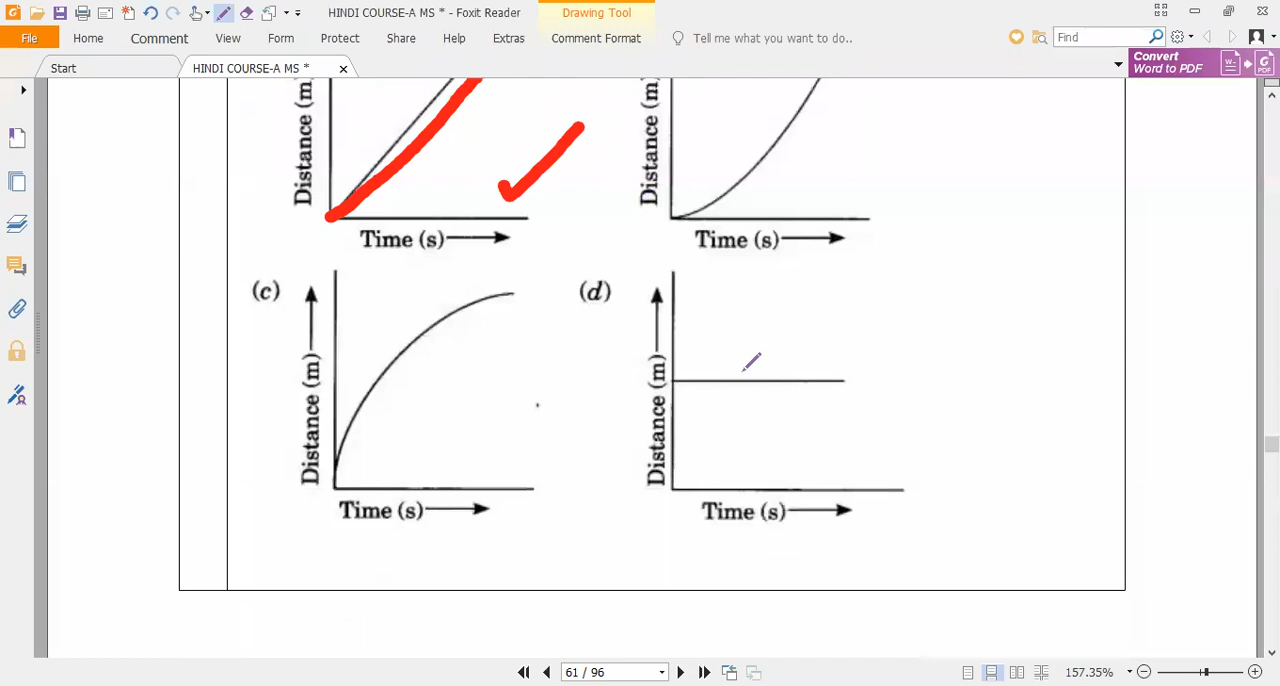 HINDI COURSE-A MS * - Foxit Reader
Drawing Tool
File
Home
Comment
View
Form
Protect
Share
Help
Extras
Comment Format
Tell me what you want to do..
Find
Start
HINDI COURSE-A MS *
Convert
Word to PDF
Distance (m)
Time (s)
Distance (m)
Time (s)
(c)
Distance (m)
Time (s)
(d)
Distance (m)
Time (s)
61 / 96
157.35%